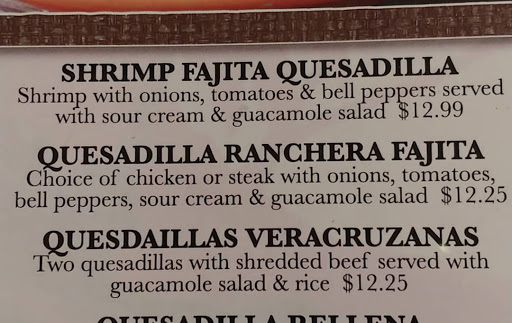 SHRIMP FAJITA QUESADILLA
Shrimp with onions, tomatoes & bell peppers served
with sour cream & guacamole salad $12.99
QUESADILLA RANCHERA FAJITA
Choice of chicken or steak with onions, tomatoes,
bell peppers, sour cream & guacamole salad $12.25
QUESDAILLAS VERACRUZANAS
Two quesadillas with shredded beef served with
guacamole salad & rice $12.25
QUESADILLA RELLENA